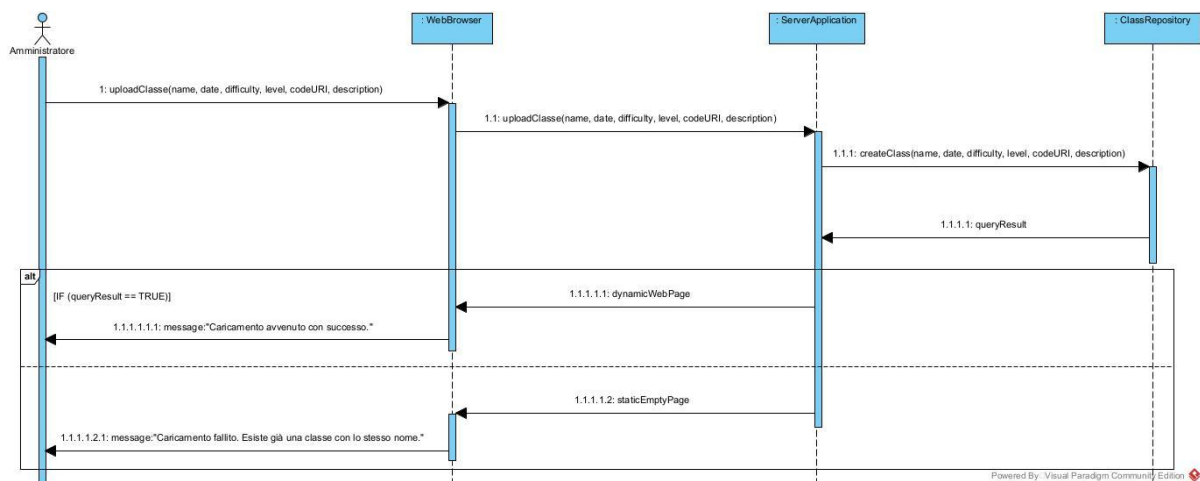 : WebBrowser
: ServerApplication
: ClassRepository
Amministratore
1: uploadClasse(name, date, difficulty, level, codeURI, description)
1.1: uploadClasse(name, date, difficulty, level, codeURI, description)
1.1.1: createClass(name, date, difficulty, level, codeURI, description)
1.1.1.1: queryResult
alt
[IF (queryResult == TRUE)]
1.1.1.1.1: dynamicWebPage
1.1.1.1.1.1: message:"Caricamento avvenuto con successo."
1.1.1.1.2: staticEmptyPage
1.1.1.1.2.1: message:"Caricamento fallito. Esiste già una classe con lo stesso nome."
Powered By Visual Paradigm Community Edition